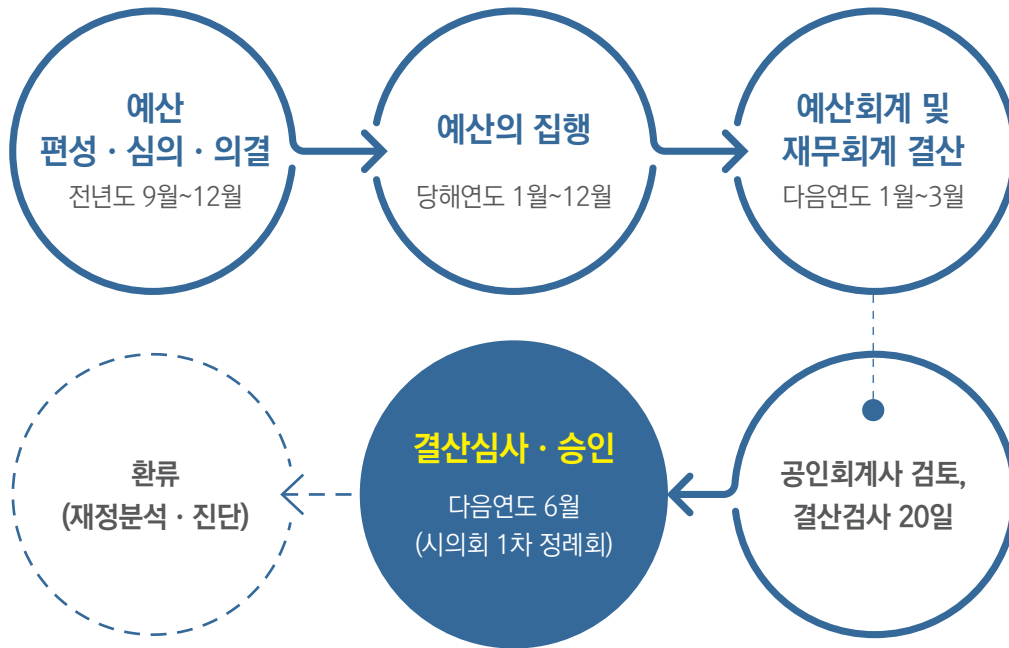 예산
편성 · 심의 · 의결
전년도 9월~12월
예산의 집행
당해연도 1월~12월
예산회계 및
재무회계 결산
다음연도 1월~3월
공인회계사 검토,
결산검사 20일
결산심사 · 승인
다음연도 6월
(시의회 1차 정례회)
환류
(재정분석 · 진단)